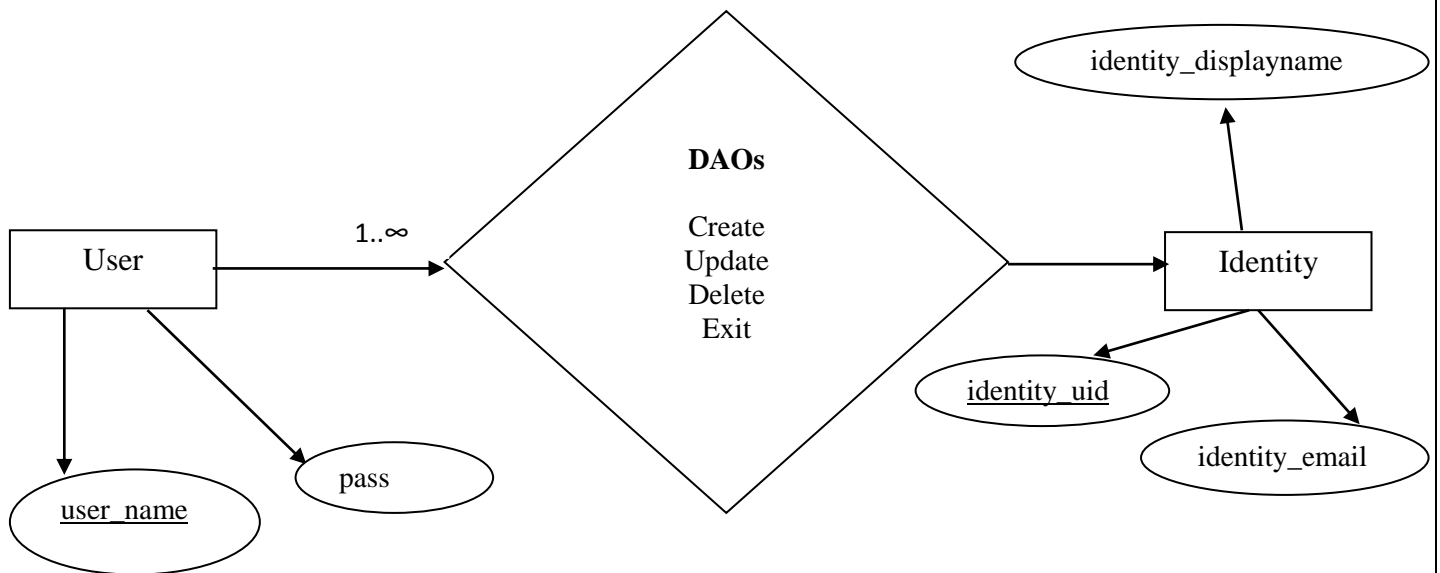 identity_displayname
DAOs
Create
Update
Delete
Exit
1..∞
User
Identity
identity_uid
identity_email
pass
user_name